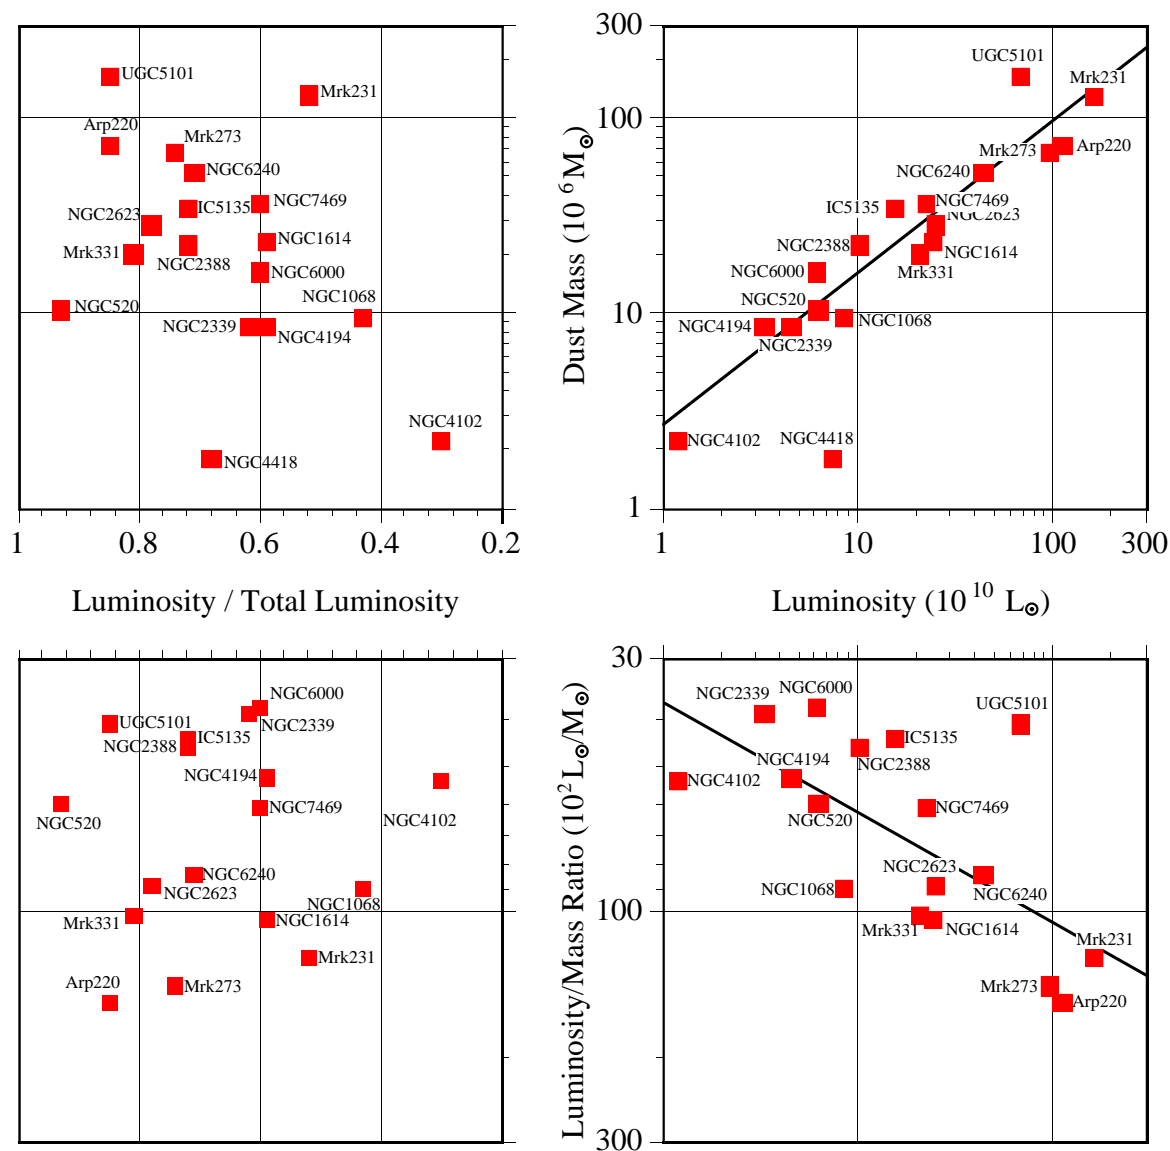 300
UGC5101
UGC5101
Mrk231
Mrk231
Arp220
100
Mrk273
Mrk273
Arp220
NGC6240
NGC6240
NGC2623
IC5135
NGC7469
IC5135
NGC7469
NGC2623
Mrk331
NGC2388
NGC1614
NGC2388
NGC1614
Mrk331
NGC6000
NGC6000
NGC1068
NGC520
NGC520
10
NGC2339
NGC4194
NGC4194
NGC2339
NGC1068
NGC4102
NGC4418
NGC4102
NGC4418
1
Dust Mass (10 6 M⊙)
1 0.8 0.6 0.4 0.2
1 10 100 300
Luminosity / Total Luminosity
Luminosity (10 10 L⊙)
30
NGC6000
NGC2339
UGC5101
NGC2388
IC5135
NGC2339
NGC6000
UGC5101
IC5135
NGC2388
NGC4194
NGC7469
NGC4102
NGC520
NGC4194
NGC4102
NGC520
NGC7469
NGC6240
NGC2623
NGC1068
NGC2623
NGC6240
NGC1068
100
Mrk331
NGC1614
Mrk331
NGC1614
Mrk231
Mrk231
Arp220
Mrk273
Mrk273
Arp220
300
Luminosity/Mass Ratio (10 2 L⊙/M⊙)